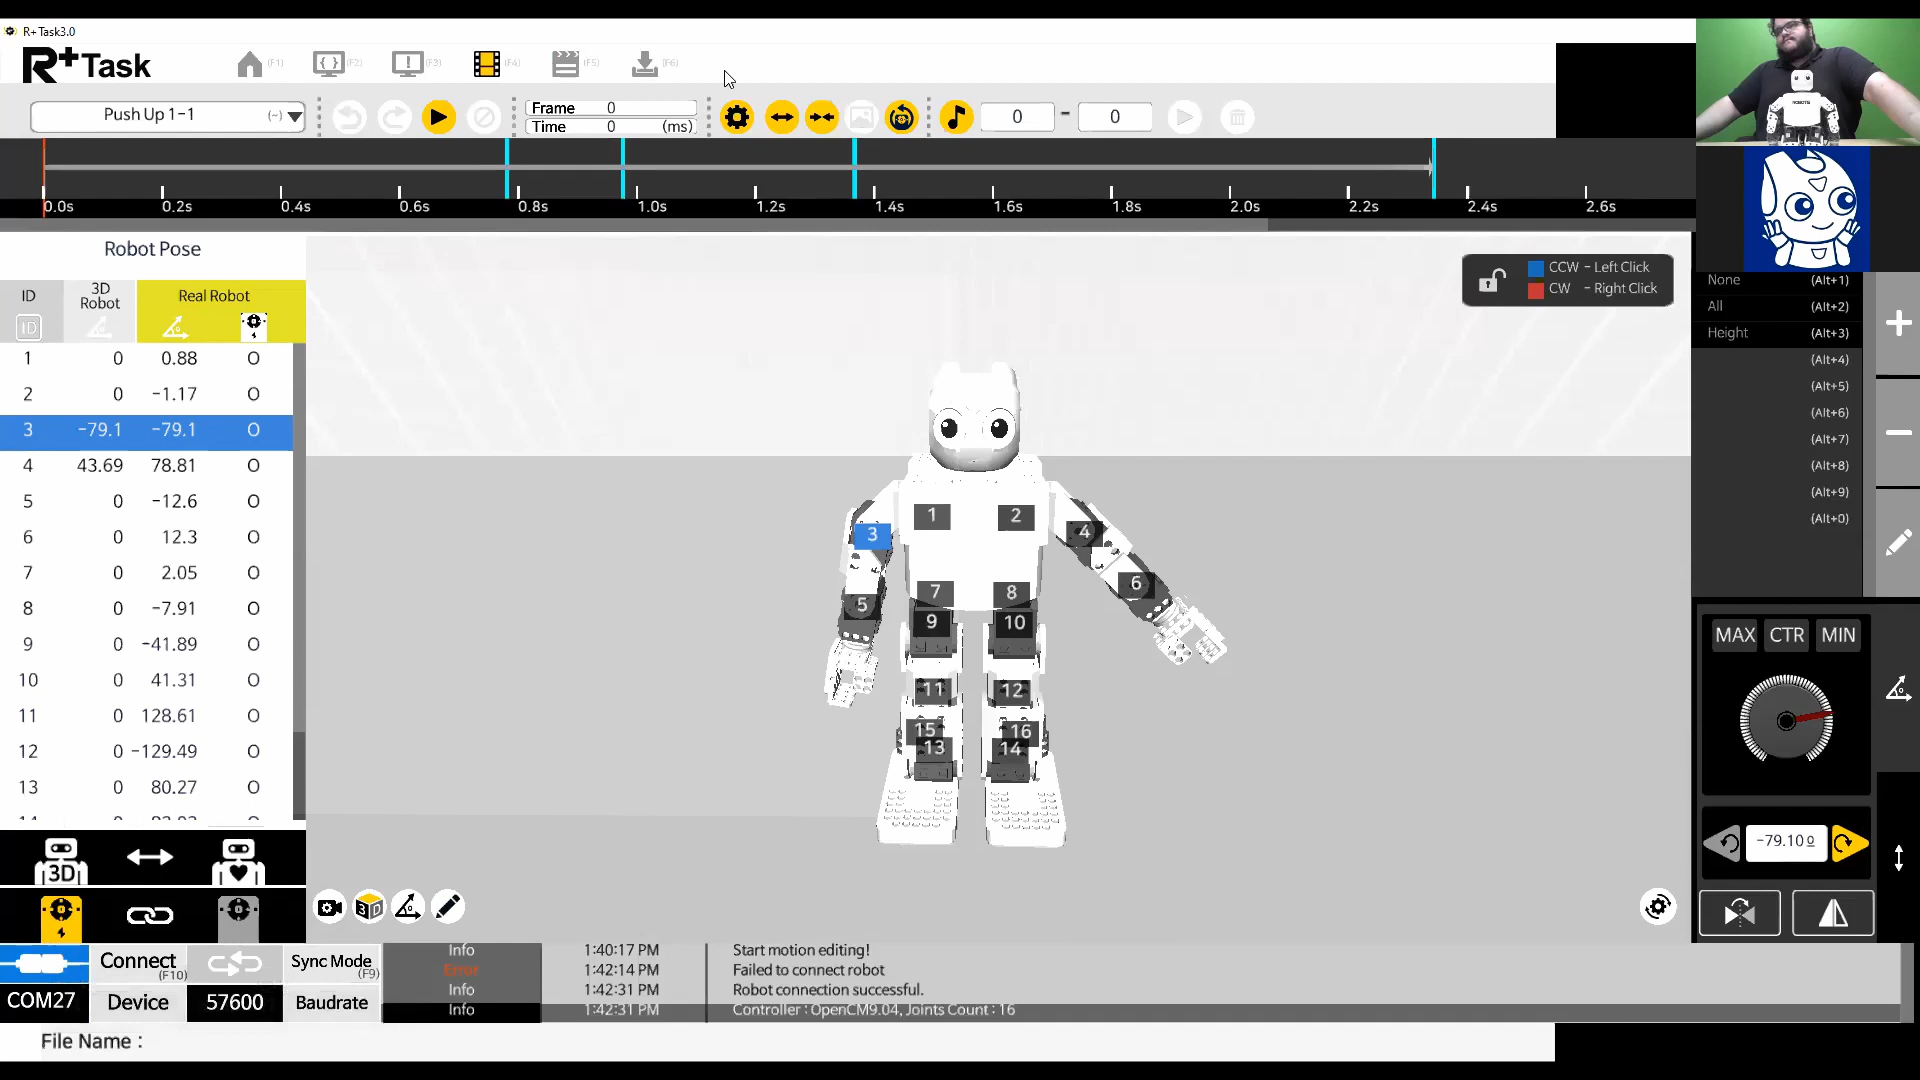 R+Task3.0
R+Task
(F1)
(F2)
(F3)
(F4)
(F5)
(F6)
Push Up 1-1
(~)
Frame 0
Time 0 (ms)
0 - 0
0.0s 0.2s 0.4s 0.6s 0.8s 1.0s 1.2s 1.4s 1.6s 1.8s 2.0s 2.2s 2.4s 2.6s
Robot Pose
ID 3D Robot Real Robot
ID
1 0 0.88 O
2 0 -1.17 O
3 -79.1 -79.1 O
4 43.69 78.81 O
5 0 -12.6 O
6 0 12.3 O
7 0 2.05 O
8 0 -7.91 O
9 0 -41.89 O
10 0 41.31 O
11 0 128.61 O
12 0 -129.49 O
13 0 80.27 O
CCW - Left Click
CW - Right Click
1 2
3 4
5 6
7 8
9 10
11 12
15 16
13 14
None (Alt+1)
All (Alt+2)
Height (Alt+3)
(Alt+4)
(Alt+5)
(Alt+6)
(Alt+7)
(Alt+8)
(Alt+9)
(Alt+0)
MAX CTR MIN
-79.10º
3D
3D
Connect (F10)
Sync Mode (F9)
COM27 Device 57600 Baudrate
Info 1:40:17 PM Start motion editing!
Error 1:42:14 PM Failed to connect robot
Info 1:42:31 PM Robot connection successful.
Info 1:42:31 PM Controller : OpenCM9.04, Joints Count : 16
File Name :